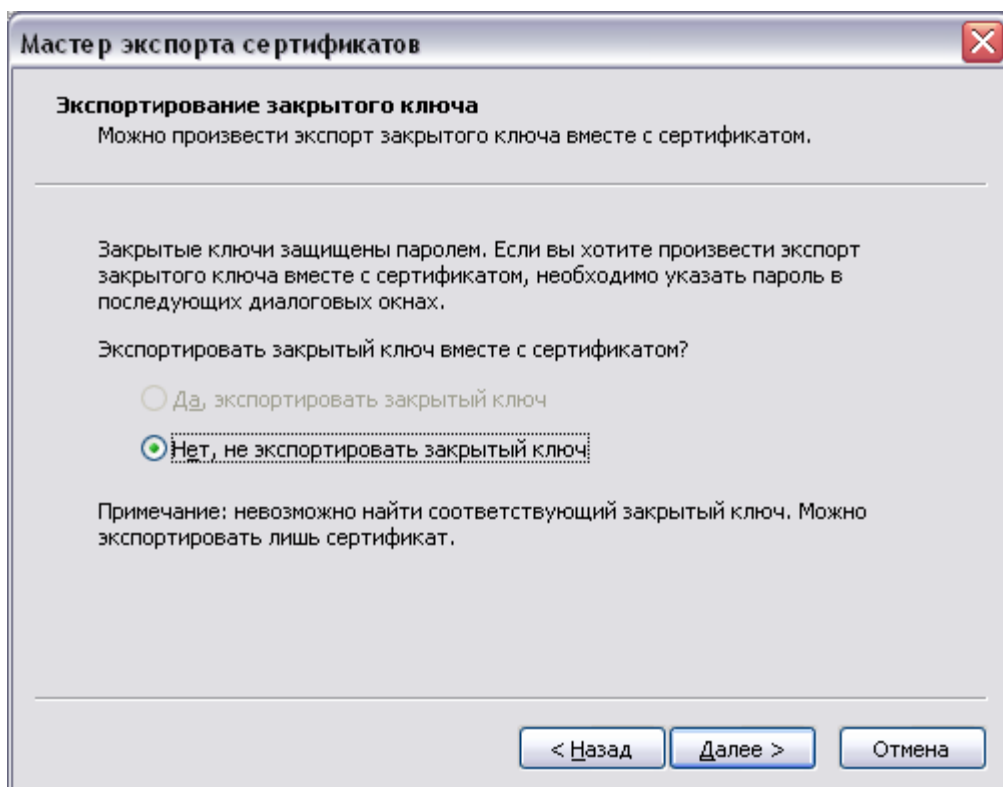 Мастер экспорта сертификатов
Экспортирование закрытого ключа
Можно произвести экспорт закрытого ключа вместе с сертификатом.
Закрытые ключи защищены паролем. Если вы хотите произвести экспорт
закрытого ключа вместе с сертификатом, необходимо указать пароль в
последующих диалоговых окнах.
Экспортировать закрытый ключ вместе с сертификатом?
Да, экспортировать закрытый ключ
Нет, не экспортировать закрытый ключ
Примечание: невозможно найти соответствующий закрытый ключ. Можно
экспортировать лишь сертификат.
< Назад Далее > Отмена